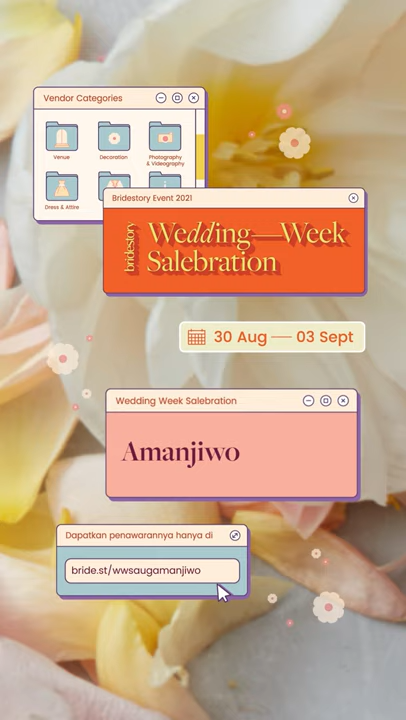 Vendor Categories
Venue
Decoration
Photography
& Videography
Dress & Attire
Bridestory Event 2021
bridestory
Wedding Week
Salebration
30 Aug — 03 Sept
Wedding Week Salebration
Amanjiwo
Dapatkan penawarannya hanya di
bride.st/wwsaugamanjiwo